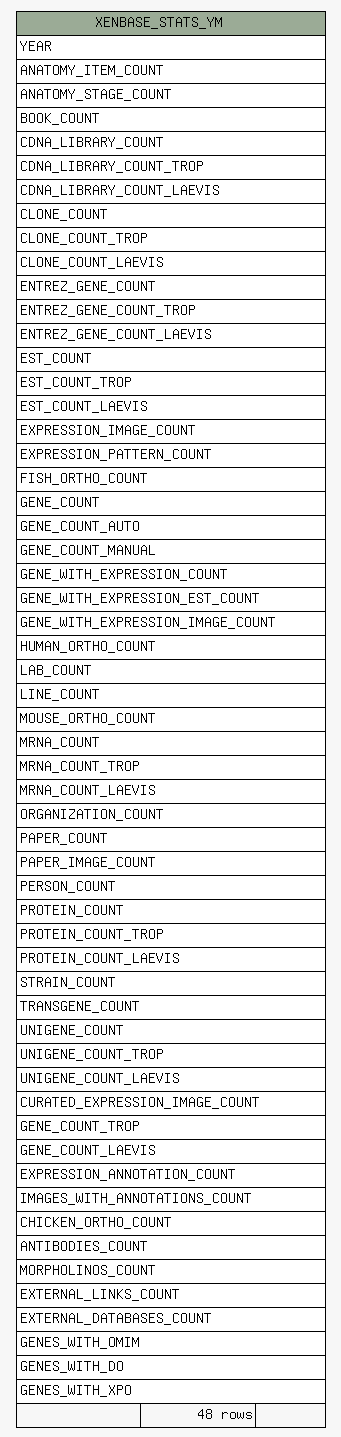 XENBASE_STATS_YM
YEAR
ANATOMY_ITEM_COUNT
ANATOMY_STAGE_COUNT
BOOK_COUNT
CDNA_LIBRARY_COUNT
CDNA_LIBRARY_COUNT_TROP
CDNA_LIBRARY_COUNT_LAEVIS
CLONE_COUNT
CLONE_COUNT_TROP
CLONE_COUNT_LAEVIS
ENTREZ_GENE_COUNT
ENTREZ_GENE_COUNT_TROP
ENTREZ_GENE_COUNT_LAEVIS
EST_COUNT
EST_COUNT_TROP
EST_COUNT_LAEVIS
EXPRESSION_IMAGE_COUNT
EXPRESSION_PATTERN_COUNT
FISH_ORTHO_COUNT
GENE_COUNT
GENE_COUNT_AUTO
GENE_COUNT_MANUAL
GENE_WITH_EXPRESSION_COUNT
GENE_WITH_EXPRESSION_EST_COUNT
GENE_WITH_EXPRESSION_IMAGE_COUNT
HUMAN_ORTHO_COUNT
LAB_COUNT
LINE_COUNT
MOUSE_ORTHO_COUNT
MRNA_COUNT
MRNA_COUNT_TROP
MRNA_COUNT_LAEVIS
ORGANIZATION_COUNT
PAPER_COUNT
PAPER_IMAGE_COUNT
PERSON_COUNT
PROTEIN_COUNT
PROTEIN_COUNT_TROP
PROTEIN_COUNT_LAEVIS
STRAIN_COUNT
TRANSGENE_COUNT
UNIGENE_COUNT
UNIGENE_COUNT_TROP
UNIGENE_COUNT_LAEVIS
CURATED_EXPRESSION_IMAGE_COUNT
GENE_COUNT_TROP
GENE_COUNT_LAEVIS
EXPRESSION_ANNOTATION_COUNT
IMAGES_WITH_ANNOTATIONS_COUNT
CHICKEN_ORTHO_COUNT
ANTIBODIES_COUNT
MORPHOLINOS_COUNT
EXTERNAL_LINKS_COUNT
EXTERNAL_DATABASES_COUNT
GENES_WITH_OMIM
GENES_WITH_DO
GENES_WITH_XPO
48 rows